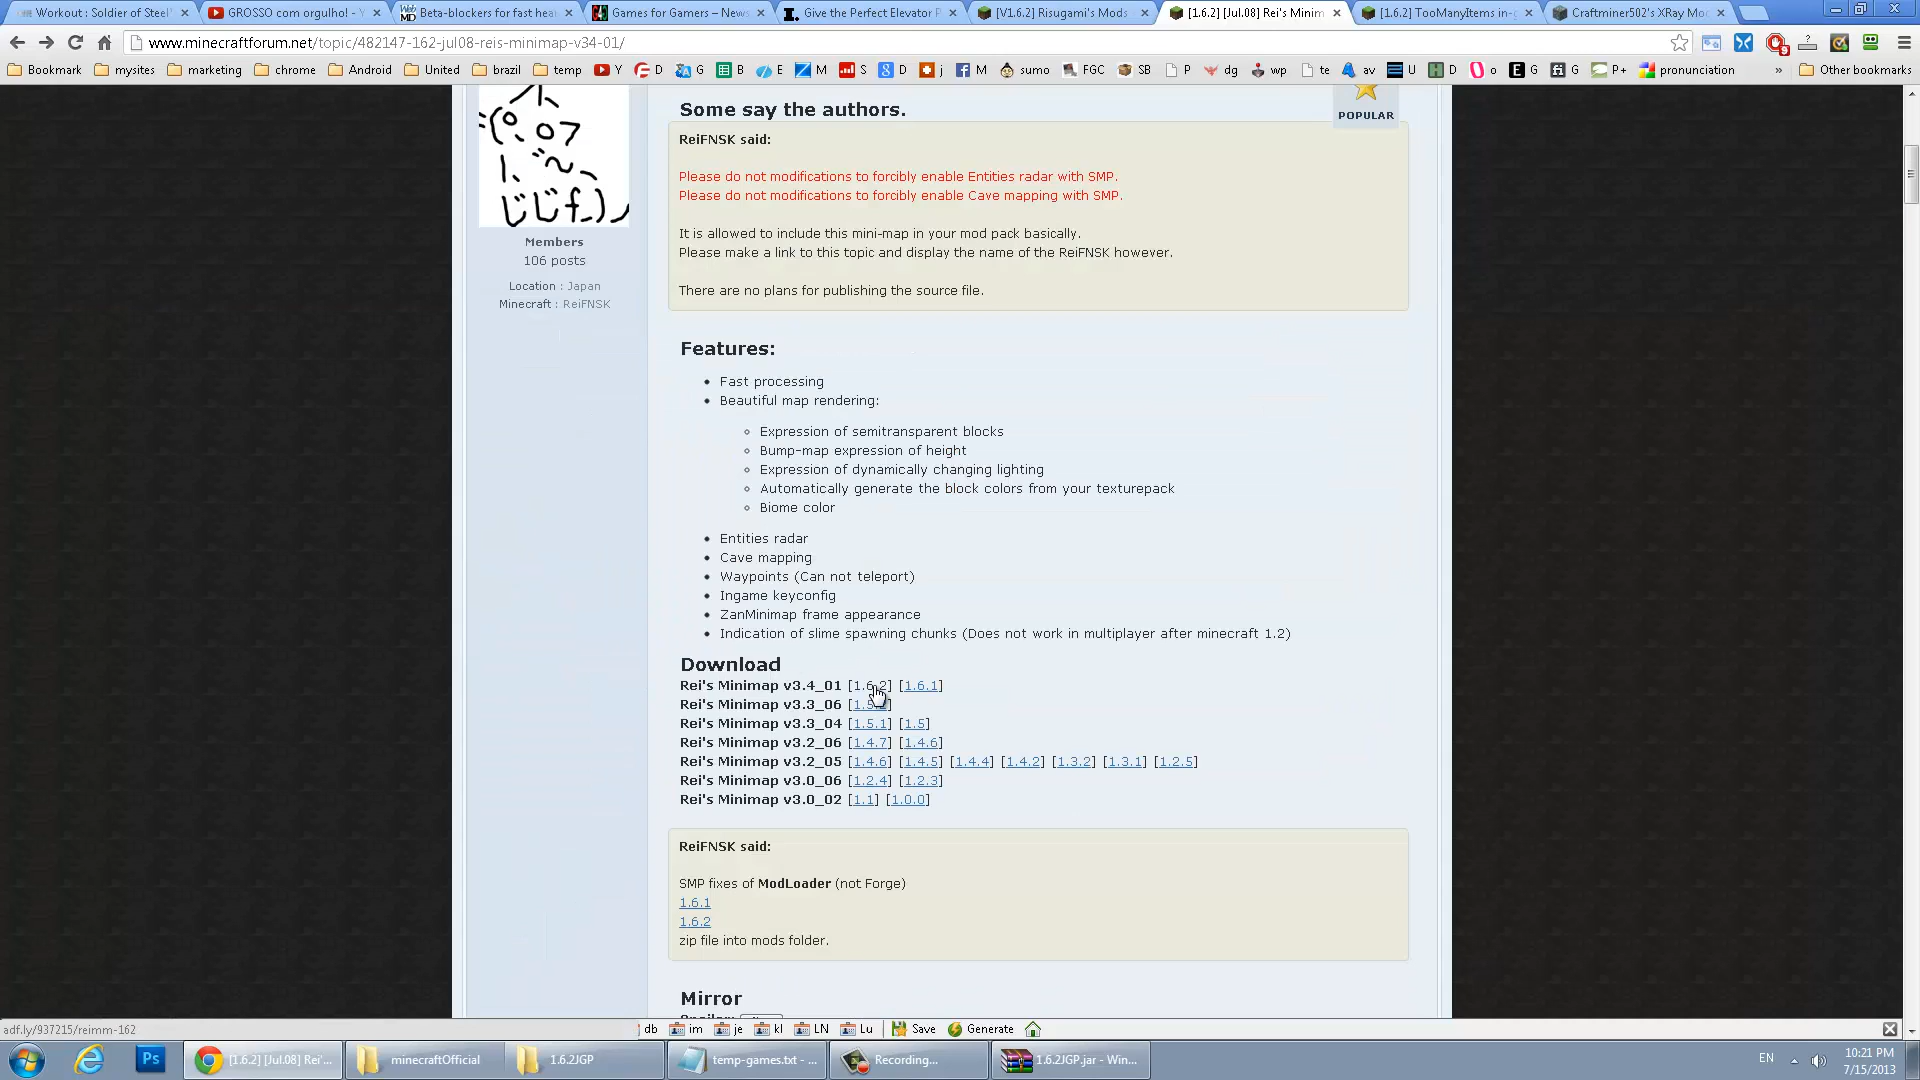 Workout : Soldier of Steel'
GROSSO com orgulho! - Y
Beta-blockers for fast hea
Games for Gamers – News
Give the Perfect Elevator P
[V1.6.2] Risugami's Mods
[1.6.2] [Jul.08] Rei's Minim
[1.6.2] TooManyItems in-g
Craftminer502's XRay Mo
www.minecraftforum.net/topic/482147-162-jul08-reis-minimap-v34-01/
Bookmark mysites marketing chrome Android United brazil temp Y D G B E M S D j M sumo FGC SB P dg wp te av U D o G G P+ pronunciation » Other bookmarks
Some say the authors.
POPULAR
ReiFNSK said:
Please do not modifications to forcibly enable Entities radar with SMP.
Please do not modifications to forcibly enable Cave mapping with SMP.
It is allowed to include this mini-map in your mod pack basically.
Please make a link to this topic and display the name of the ReiFNSK however.
There are no plans for publishing the source file.
Members
106 posts
Location : Japan
Minecraft : ReiFNSK
Features:
Fast processing
Beautiful map rendering:
Expression of semitransparent blocks
Bump-map expression of height
Expression of dynamically changing lighting
Automatically generate the block colors from your texturepack
Biome color
Entities radar
Cave mapping
Waypoints (Can not teleport)
Ingame keyconfig
ZanMinimap frame appearance
Indication of slime spawning chunks (Does not work in multiplayer after minecraft 1.2)
Download
Rei's Minimap v3.4_01 [1.6.2] [1.6.1]
Rei's Minimap v3.3_06
Rei's Minimap v3.3_04 [1.5.1] [1.5]
Rei's Minimap v3.2_06 [1.4.7] [1.4.6]
Rei's Minimap v3.2_05 [1.4.6] [1.4.5] [1.4.4] [1.4.2] [1.3.2] [1.3.1] [1.2.5]
Rei's Minimap v3.0_06 [1.2.4] [1.2.3]
Rei's Minimap v3.0_02 [1.1] [1.0.0]
ReiFNSK said:
SMP fixes of ModLoader (not Forge)
1.6.1
1.6.2
zip file into mods folder.
Mirror
adf.ly/937215/reimm-162
db im je kl LN Lu Save Generate
[1.6.2] [Jul.08] Rei'...
minecraftOfficial
1.6.2JGP
temp-games.txt - ...
Recording...
1.6.2JGP.jar - Win...
EN
10:21 PM
7/15/2013